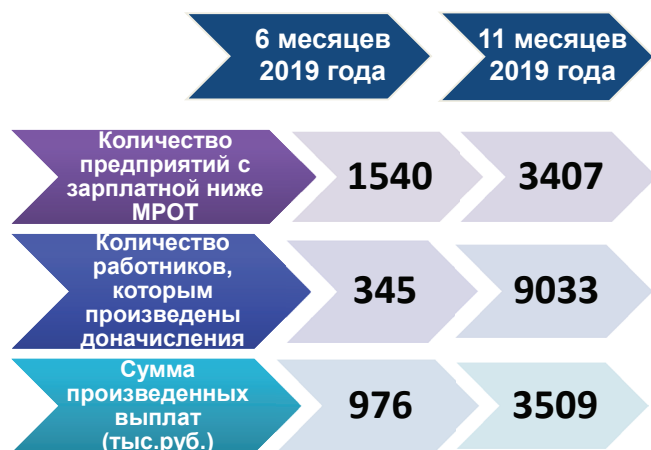 6 месяцев
2019 года
11 месяцев
2019 года
Количество
предприятий с
зарплатной ниже
МРОТ
1540
3407
Количество
работников,
которым
произведены
доначисления
345
9033
Сумма
произведенных
выплат
(тыс.руб.)
976
3509